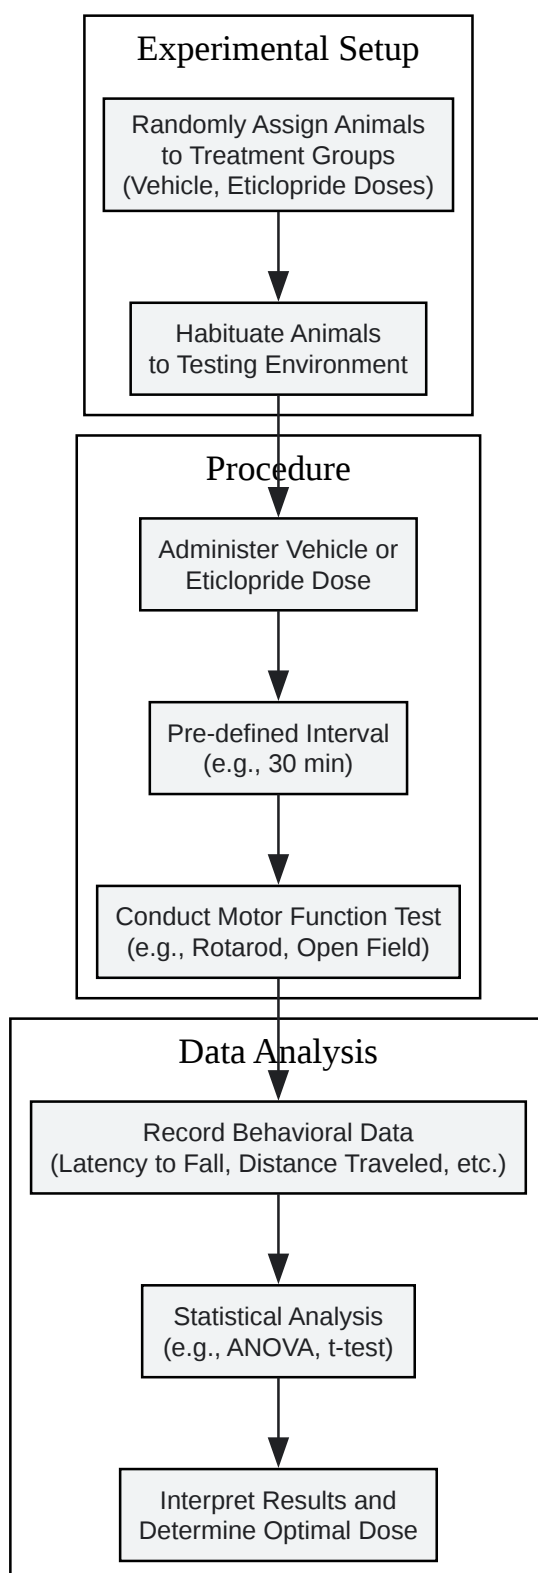 Experimental Setup
Randomly Assign Animals
to Treatment Groups
(Vehicle, Eticlopride Doses)
Habituate Animals
to Testing Environment
Procedure
Administer Vehicle or
Eticlopride Dose
Pre-defined Interval
(e.g., 30 min)
Conduct Motor Function Test
(e.g., Rotarod, Open Field)
Data Analysis
Record Behavioral Data
(Latency to Fall, Distance Traveled, etc.)
Statistical Analysis
(e.g., ANOVA, t-test)
Interpret Results and
Determine Optimal Dose